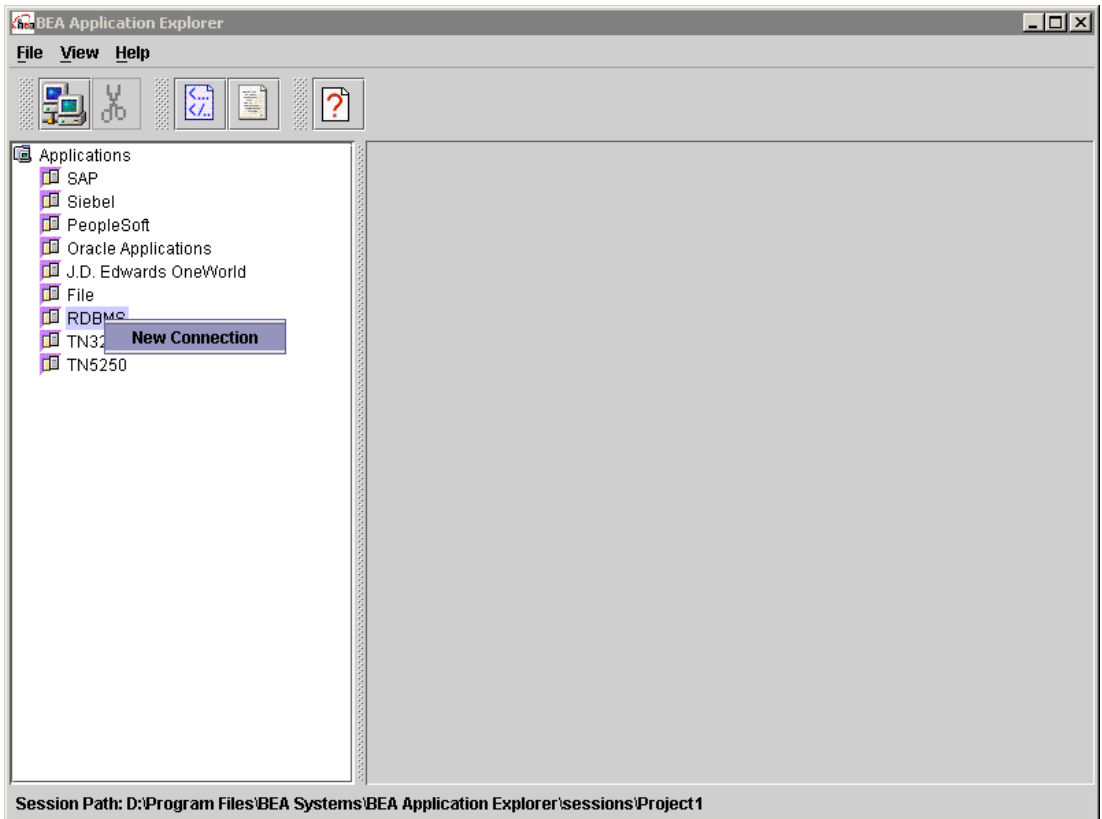 BEA Application Explorer
File View Help
Applications
SAP
Siebel
PeopleSoft
Oracle Applications
J.D. Edwards OneWorld
File
RDBMS
New Connection
TN5250
Session Path: D:\Program Files\BEA Systems\BEA Application Explorer\sessions\Project1